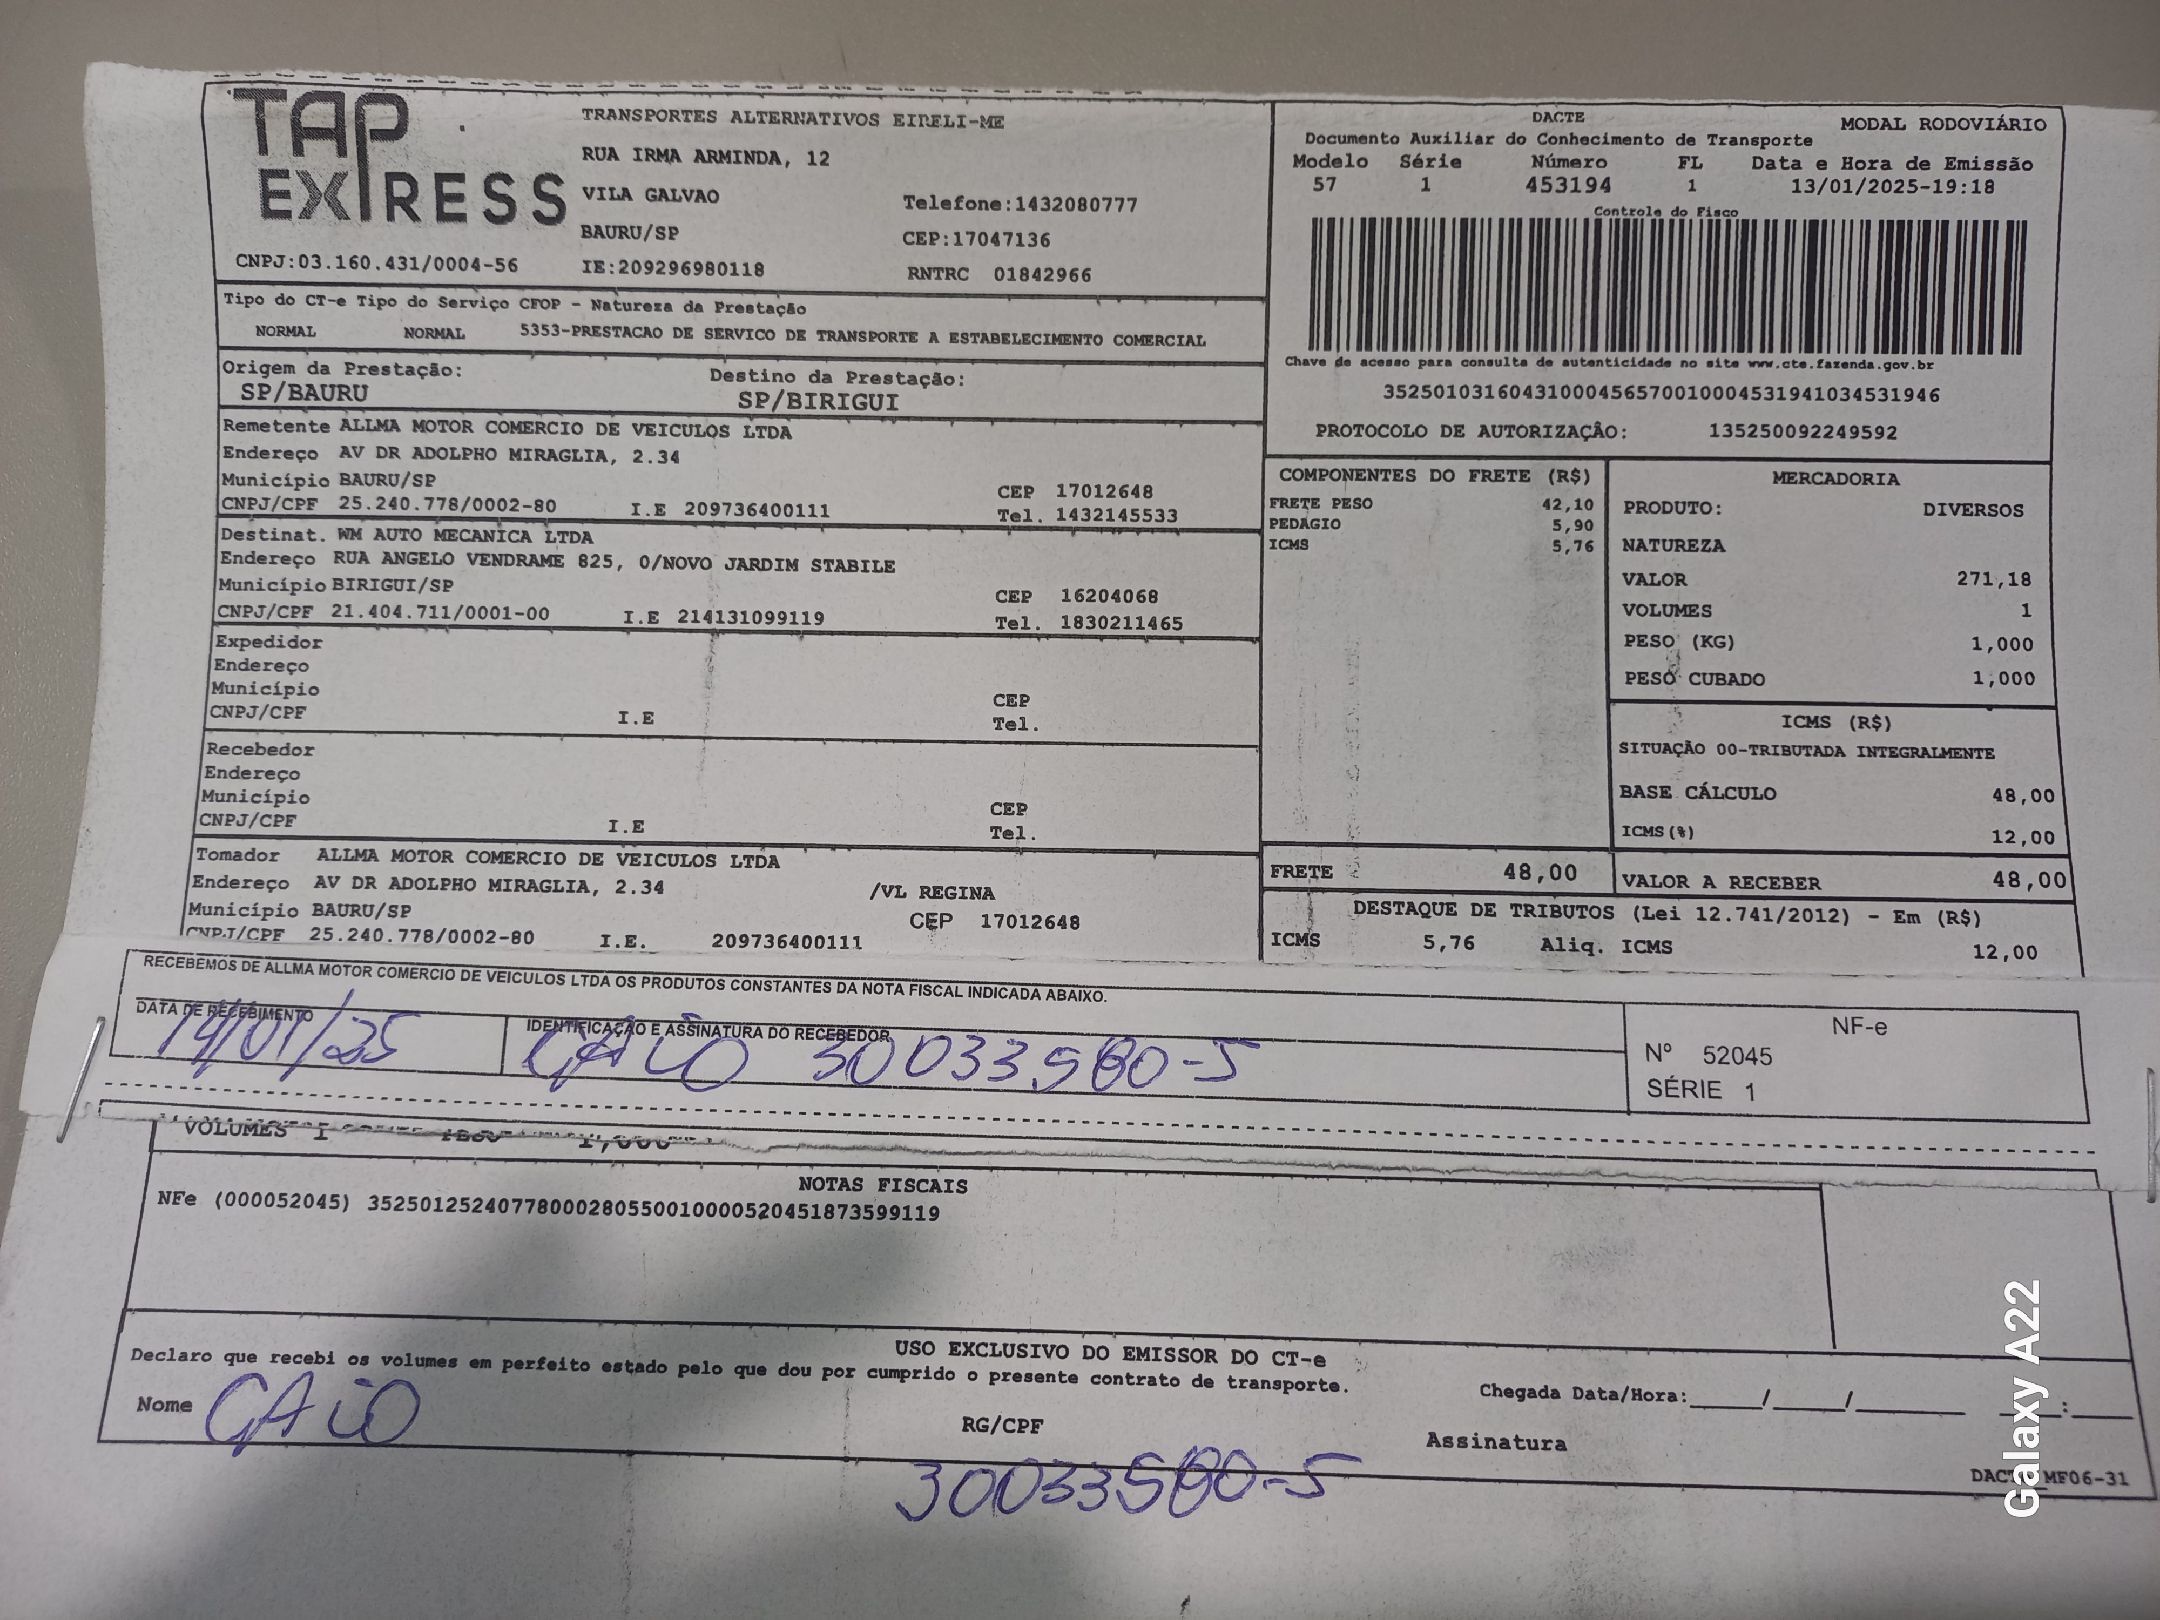 TAP EXPRESS
TRANSPORTES ALTERNATIVOS EIRELI-ME
RUA IRMA ARMINDA, 12
VILA GALVAO Telefone:1432080777
BAURU/SP CEP:17047136
CNPJ:03.160.431/0004-56 IE:209296980118 RNTRC 01842966
DACTE MODAL RODOVIÁRIO
Documento Auxiliar do Conhecimento de Transporte
Modelo Série Número FL Data e Hora de Emissão
57 1 453194 1 13/01/2025-19:18
Controle do Fisco
Chave de acesso para consulta de autenticidade no site www.cte.fazenda.gov.br
35250103160431000456570010004531941034531946
PROTOCOLO DE AUTORIZAÇÃO: 135250092249592
Tipo do CT-e Tipo do Serviço CFOP - Natureza da Prestação
NORMAL NORMAL 5353-PRESTACAO DE SERVICO DE TRANSPORTE A ESTABELECIMENTO COMERCIAL
Origem da Prestação: Destino da Prestação:
SP/BAURU SP/BIRIGUI
Remetente ALLMA MOTOR COMERCIO DE VEICULOS LTDA
Endereço AV DR ADOLPHO MIRAGLIA, 2.34
Município BAURU/SP CEP 17012648
CNPJ/CPF 25.240.778/0002-80 I.E 209736400111 Tel. 1432145533
Destinat. WM AUTO MECANICA LTDA
Endereço RUA ANGELO VENDRAME 825, 0/NOVO JARDIM STABILE
Município BIRIGUI/SP CEP 16204068
CNPJ/CPF 21.404.711/0001-00 I.E 214131099119 Tel. 1830211465
Expedidor
Endereço
Município CEP
CNPJ/CPF I.E Tel.
Recebedor
Endereço
Município CEP
CNPJ/CPF I.E Tel.
Tomador ALLMA MOTOR COMERCIO DE VEICULOS LTDA
Endereço AV DR ADOLPHO MIRAGLIA, 2.34 /VL REGINA
Município BAURU/SP CEP 17012648
CNPJ/CPF 25.240.778/0002-80 I.E. 209736400111
COMPONENTES DO FRETE (R$)
FRETE PESO 42,10
PEDAGIO 5,90
ICMS 5,76
MERCADORIA
PRODUTO: DIVERSOS
NATUREZA
VALOR 271,18
VOLUMES 1
PESO (KG) 1,000
PESO CUBADO 1,000
ICMS (R$)
SITUAÇÃO 00-TRIBUTADA INTEGRALMENTE
BASE CÁLCULO 48,00
ICMS(%) 12,00
FRETE 48,00 VALOR A RECEBER 48,00
DESTAQUE DE TRIBUTOS (Lei 12.741/2012) - Em (R$)
ICMS 5,76 Aliq. ICMS 12,00
RECEBEMOS DE ALLMA MOTOR COMERCIO DE VEICULOS LTDA OS PRODUTOS CONSTANTES DA NOTA FISCAL INDICADA ABAIXO.
DATA DE RECEBIMENTO IDENTIFICAÇÃO E ASSINATURA DO RECEBEDOR
14/01/25 CAIO 30033.580-5
NF-e
Nº 52045
SÉRIE 1
VOLUMES 1 1,000
NOTAS FISCAIS
NFe (000052045) 35250125240778000280550010000520451873599119
USO EXCLUSIVO DO EMISSOR DO CT-e
Declaro que recebi os volumes em perfeito estado pelo que dou por cumprido o presente contrato de transporte.
Chegada Data/Hora:_____/_____/_________ ____:____
Nome CAIO RG/CPF Assinatura
30033580-5
MF06-31
Galaxy A22